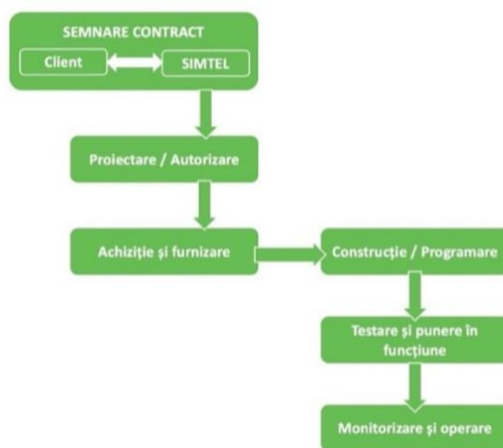 SEMNARE CONTRACT
Client
SIMTEL
Proiectare / Autorizare
Achiziție și furnizare
Construcție / Programare
Testare și punere în
funcțiune
Monitorizare și operare